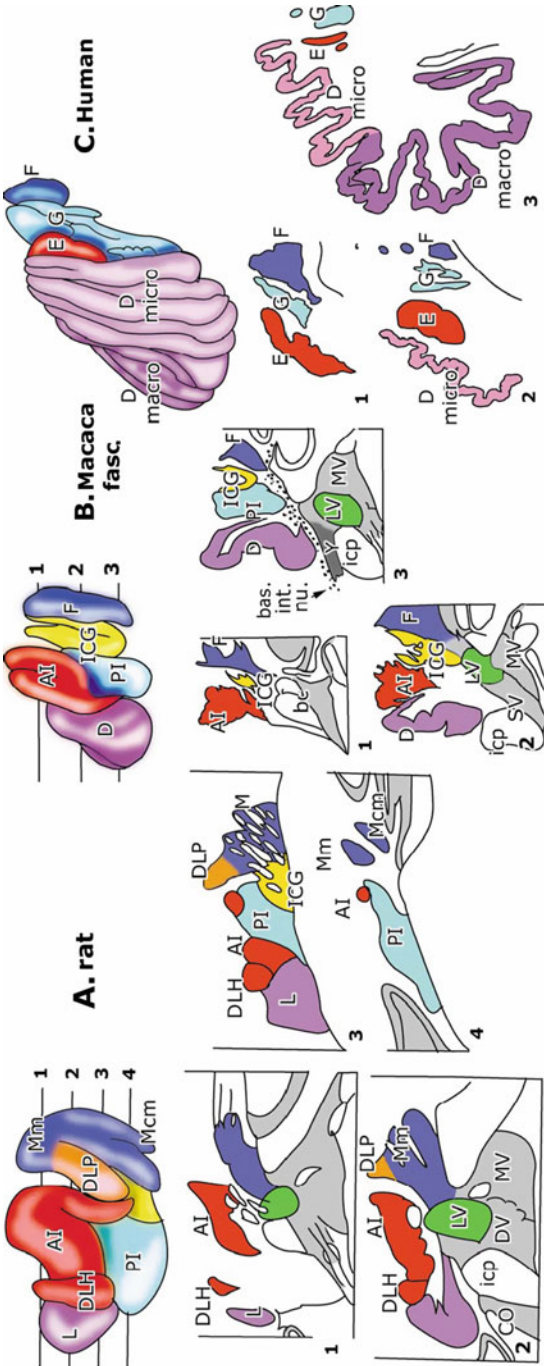 A. rat
1
2
3
4
Mm
Mcm
DLP
AI
DLH
L
PI
AI
DLH
L
1
DLP
Mm
AI
DLH
LV
MV
DV
icp
CO
2
DLP
M
ICG
PI
AI
DLH
L
3
Mm
Mcm
AI
PI
4
B. Macaca
fasc.
1
2
3
F
ICG
AI
PI
D
F
AI
ICG
bc
1
F
ICG
AI
D
LV
MV
SV
icp
2
F
ICG
PI
D
MV
LV
Y
icp
bas.
int.
nu.
3
C. Human
F
G
E
D
micro
D
macro
F
G
E
1
F
G
E
D
micro
2
G
E
D
micro
D
macro
3